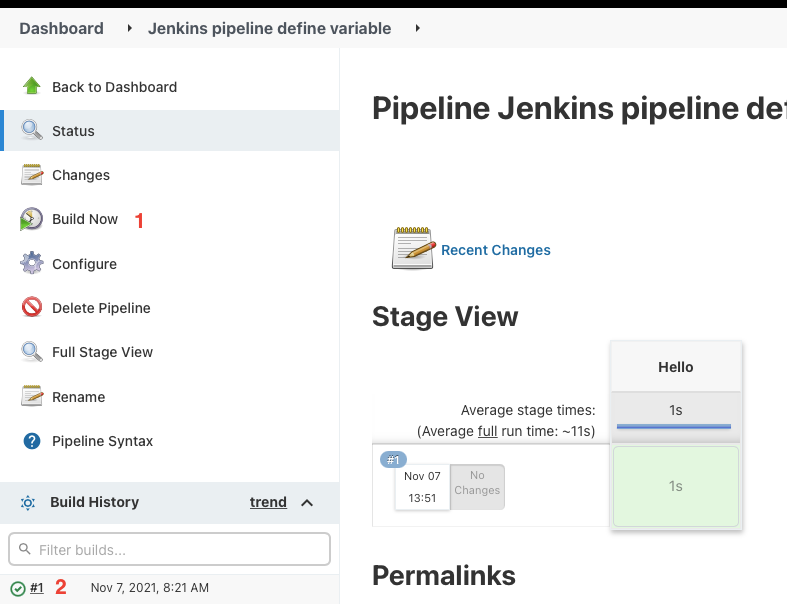 Dashboard
Jenkins pipeline define variable
Back to Dashboard
Status
Changes
Build Now 1
Configure
Delete Pipeline
Full Stage View
Rename
? Pipeline Syntax
Build History trend
Filter builds...
#1 2 Nov 7, 2021, 8:21 AM
Pipeline Jenkins pipeline def
Recent Changes
Stage View
Hello
Average stage times: 1s
(Average full run time: ~11s)
#1
Nov 07
13:51
No
Changes
1s
Permalinks